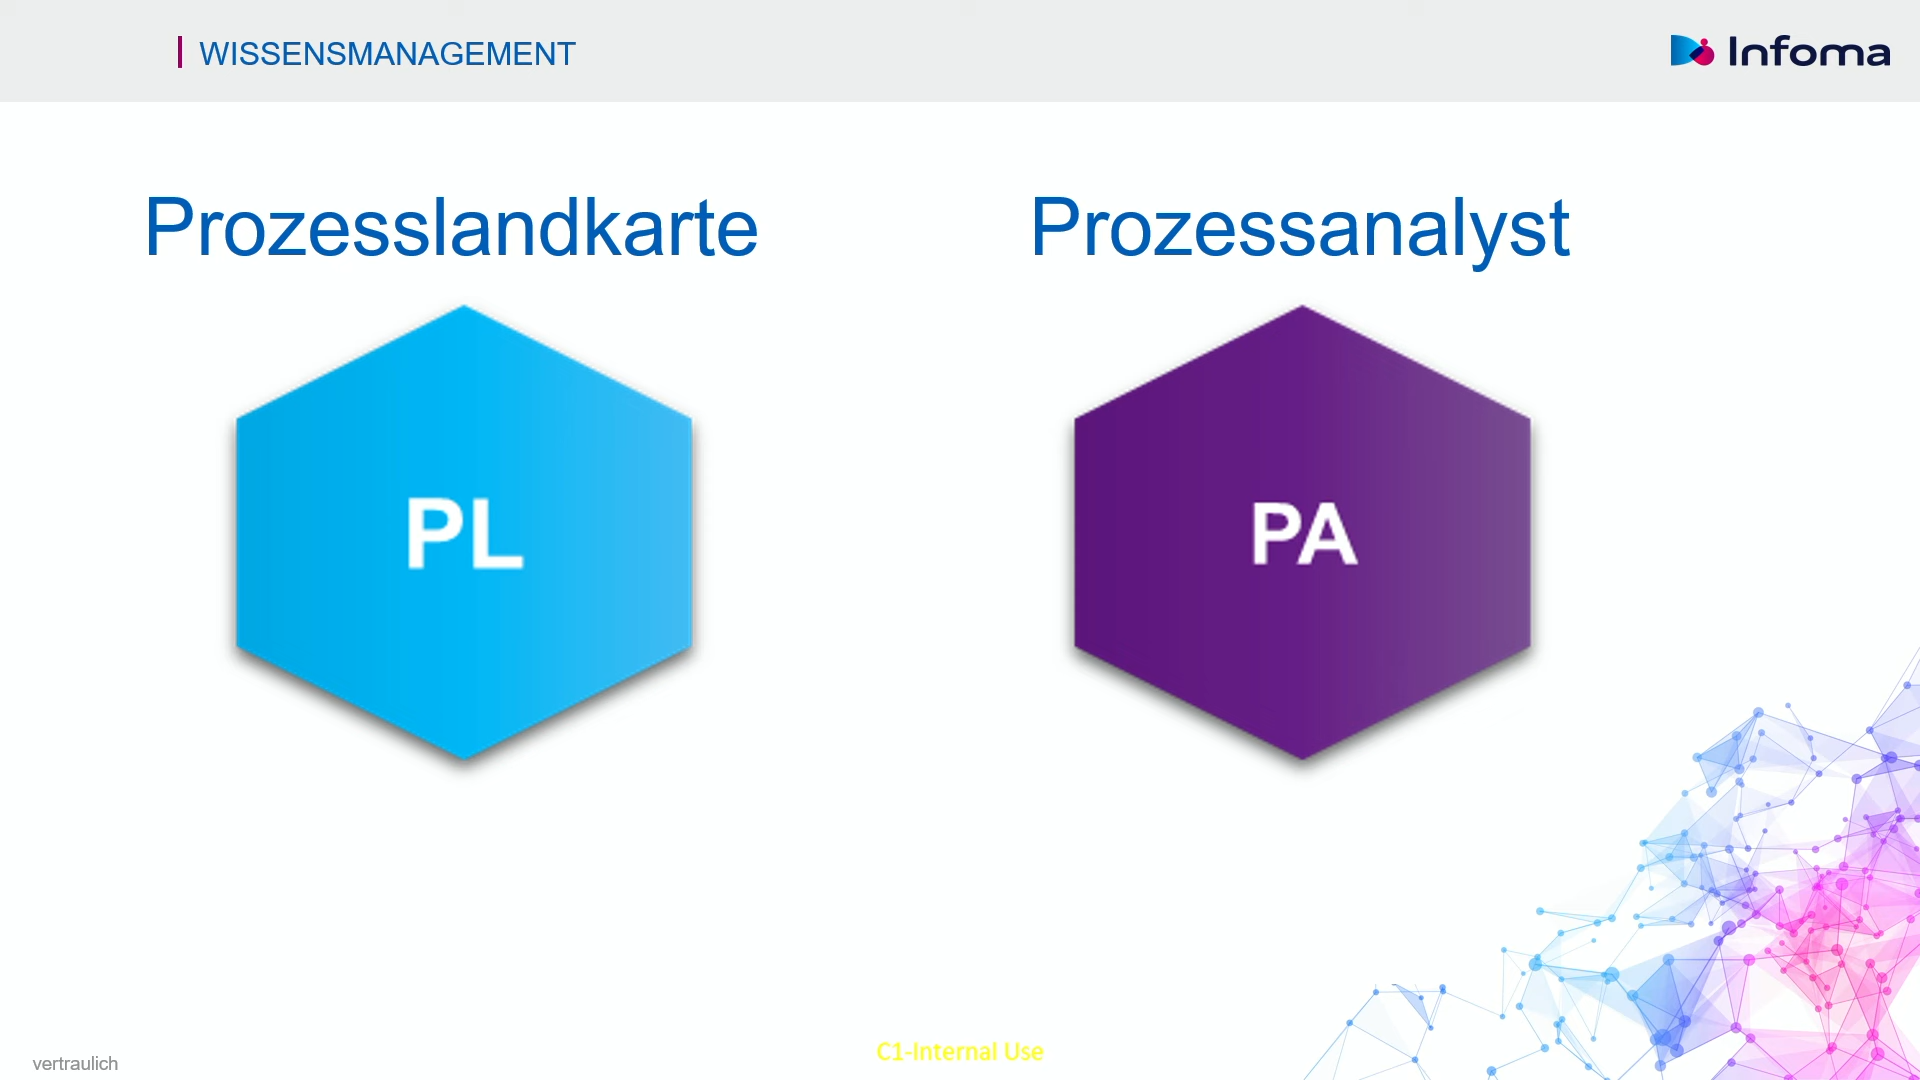 WISSENSMANAGEMENT
Infoma
Prozesslandkarte
Prozessanalyst
PL
PA
vertraulich
C1-Internal Use